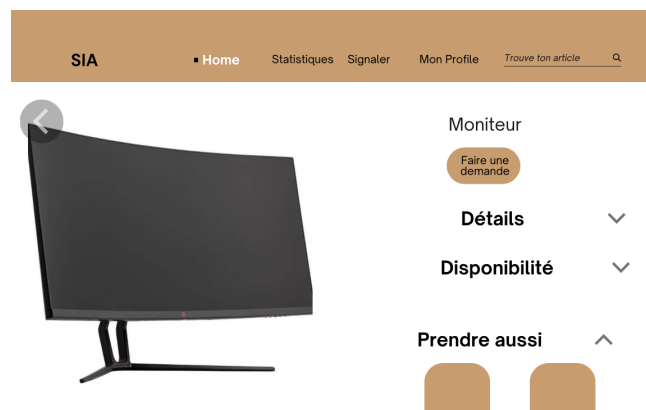 SIA
Home
Statistiques
Signaler
Mon Profile
Trouve ton article
Moniteur
Faire une
demande
Détails
Disponibilité
Prendre aussi